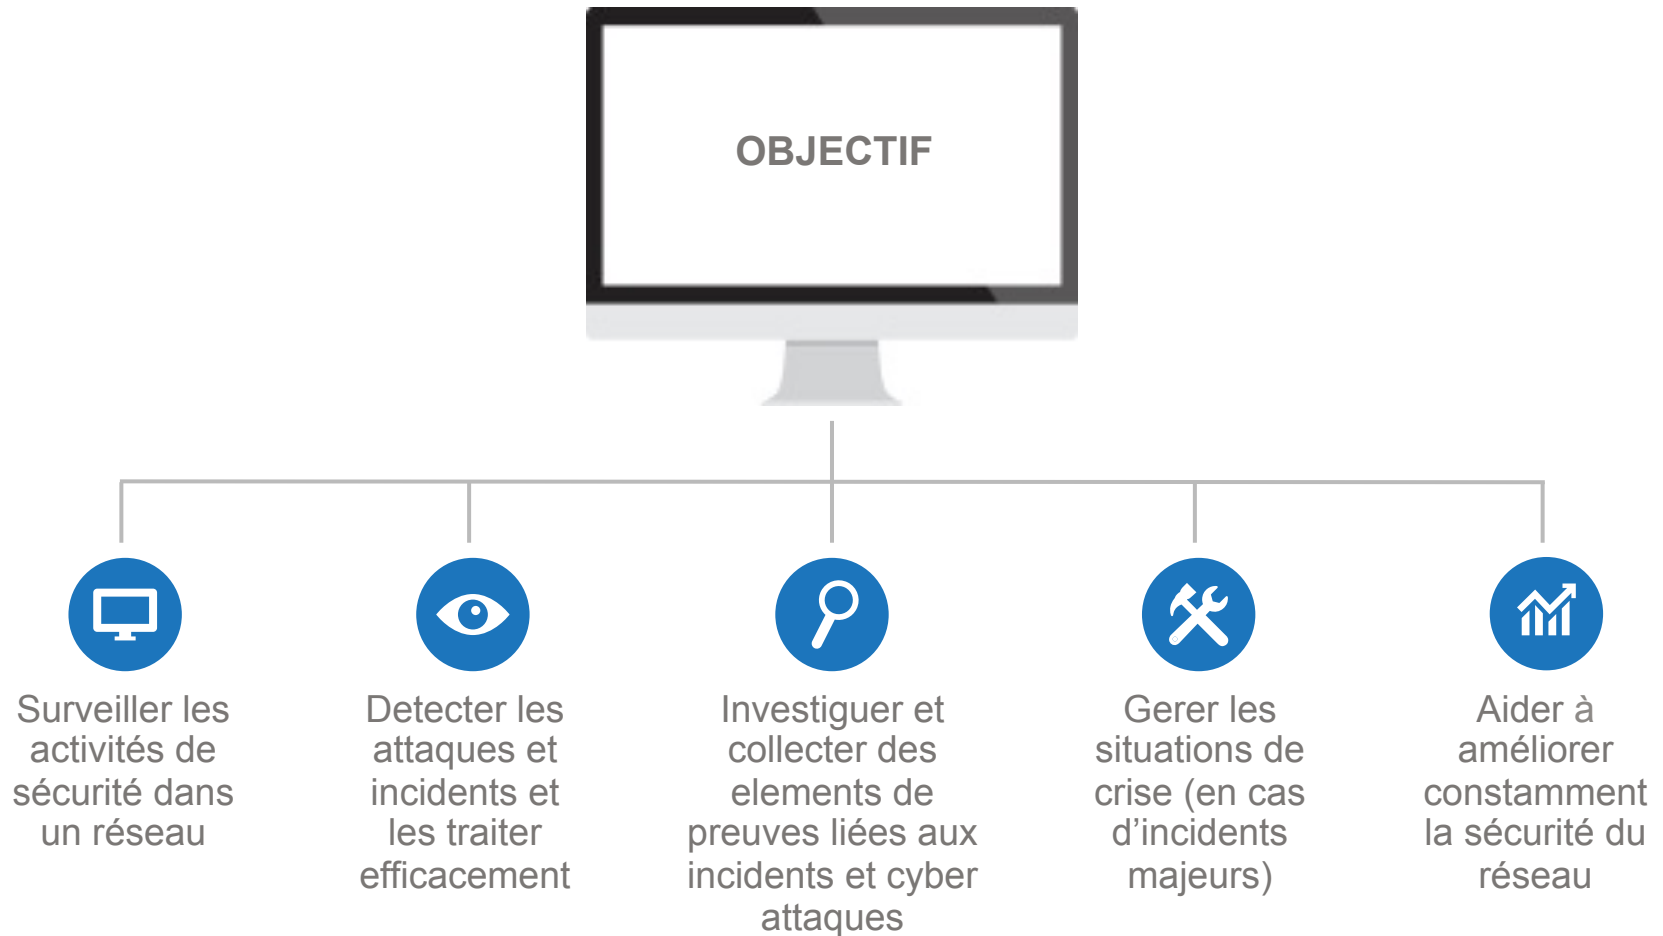 OBJECTIF
Surveiller les
activités de
sécurité dans
un réseau
Detecter les
attaques et
incidents et
les traiter
efficacement
Investiguer et
collecter des
elements de
preuves liées aux
incidents et cyber
attaques
Gerer les
situations de
crise (en cas
d’incidents
majeurs)
Aider à
améliorer
constamment
la sécurité du
réseau